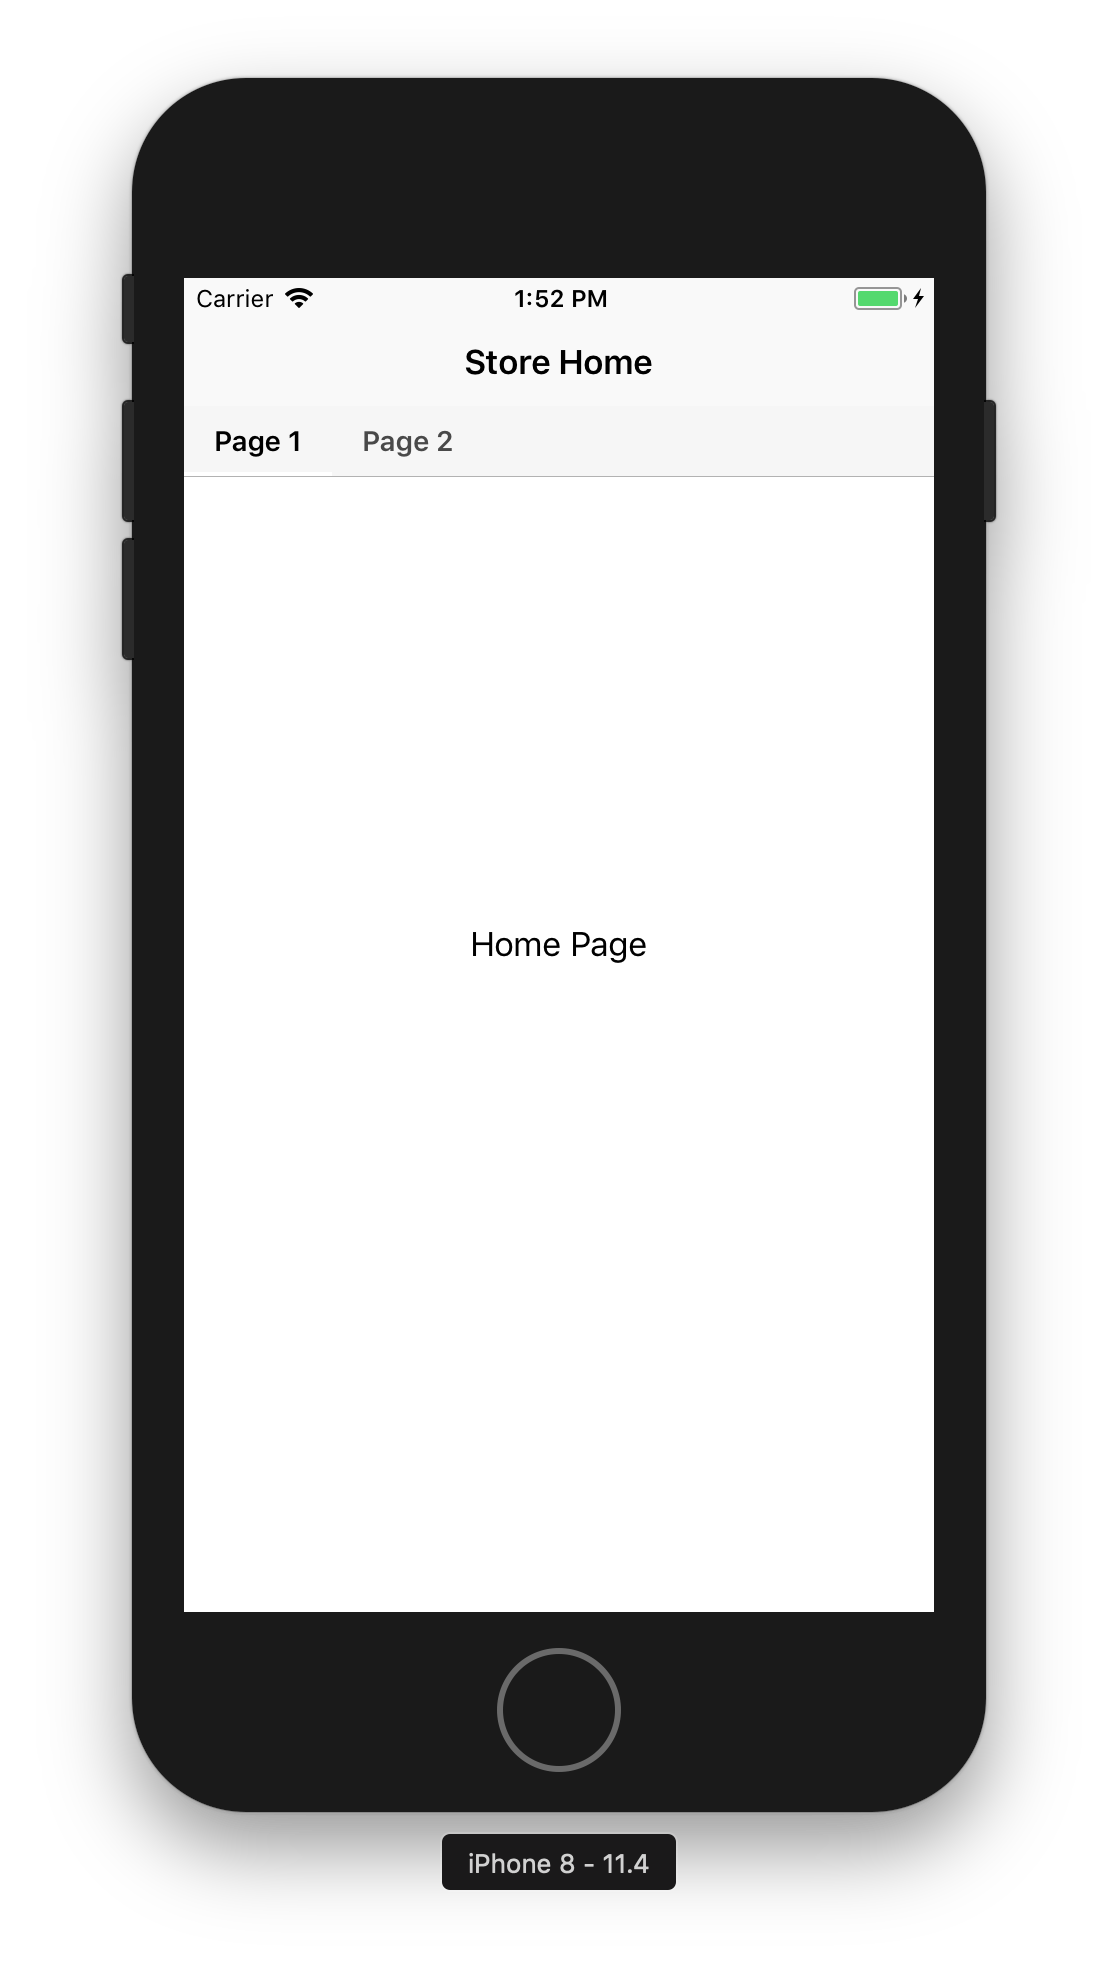 Carrier 1:52 PM
Store Home
Page 1 Page 2
Home Page
iPhone 8 - 11.4